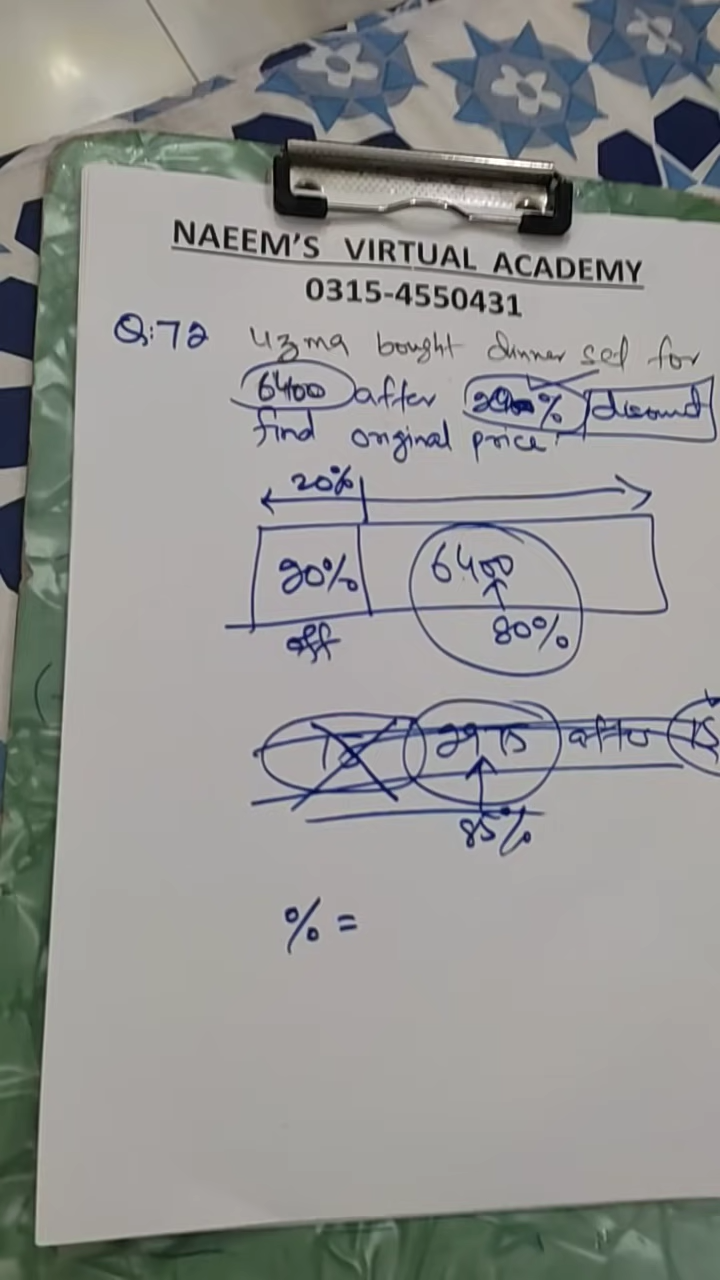 NAEEM'S VIRTUAL ACADEMY
0315-4550431
Q:72 Uzma bought dinner set for
6400 after 20% discount
find original price?
20%
20% 6400
off 80%
2975 after 15
85%
% =